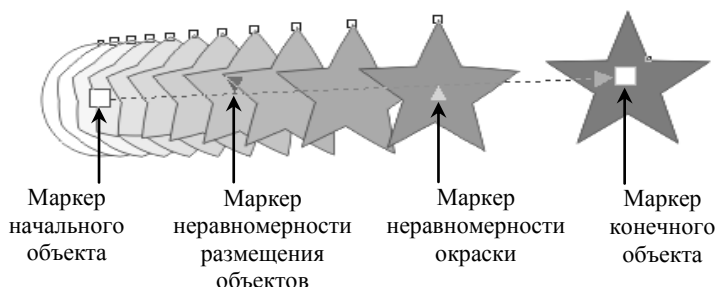 Маркер
начального
объекта
Маркер
неравномерности
размещения
объектов
Маркер
неравномерности
окраски
Маркер
конечного
объекта